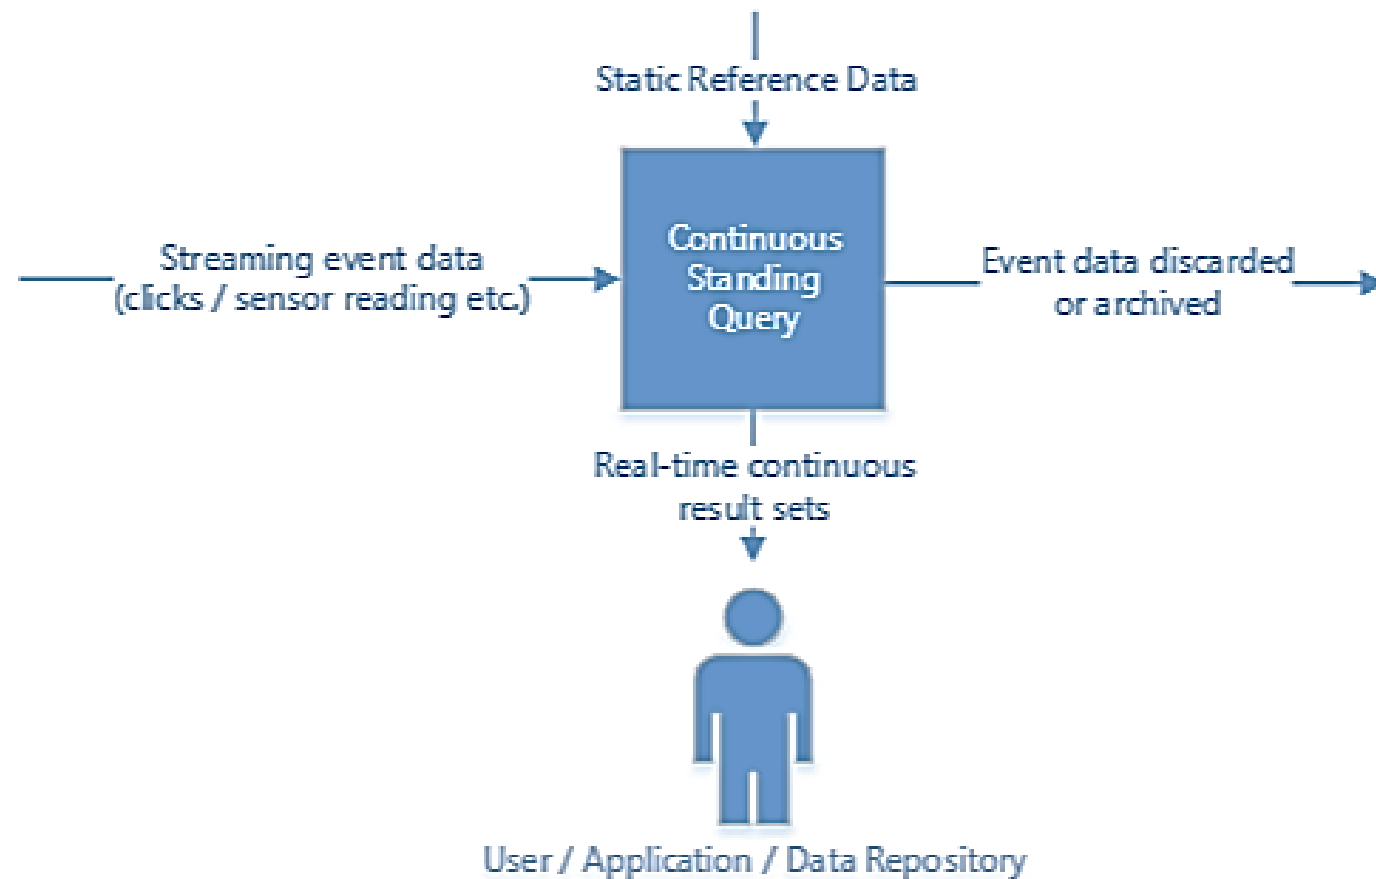 Static Reference Data
Continuous
Standing
Query
Streaming event data
(clicks / sensor reading etc.)
Event data discarded
or archived
Real-time continuous
result sets
User / Application / Data Repository